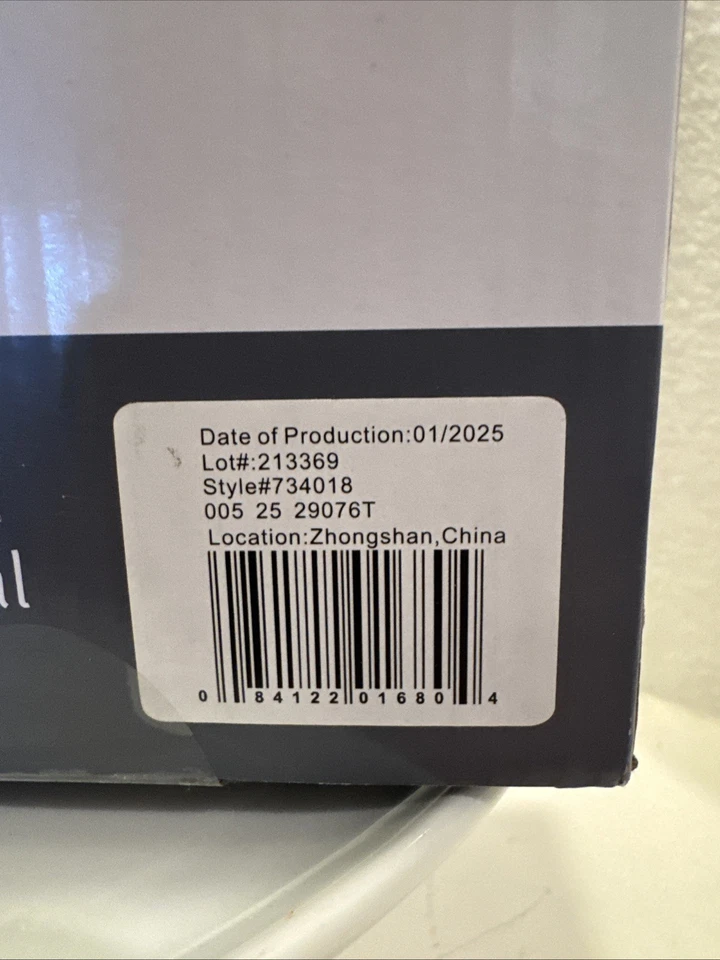 Date of Production:01/2025
Lot#:213369
Style#734018
005 25 29076T
Location:Zhongshan,China
0 84122 01680 4